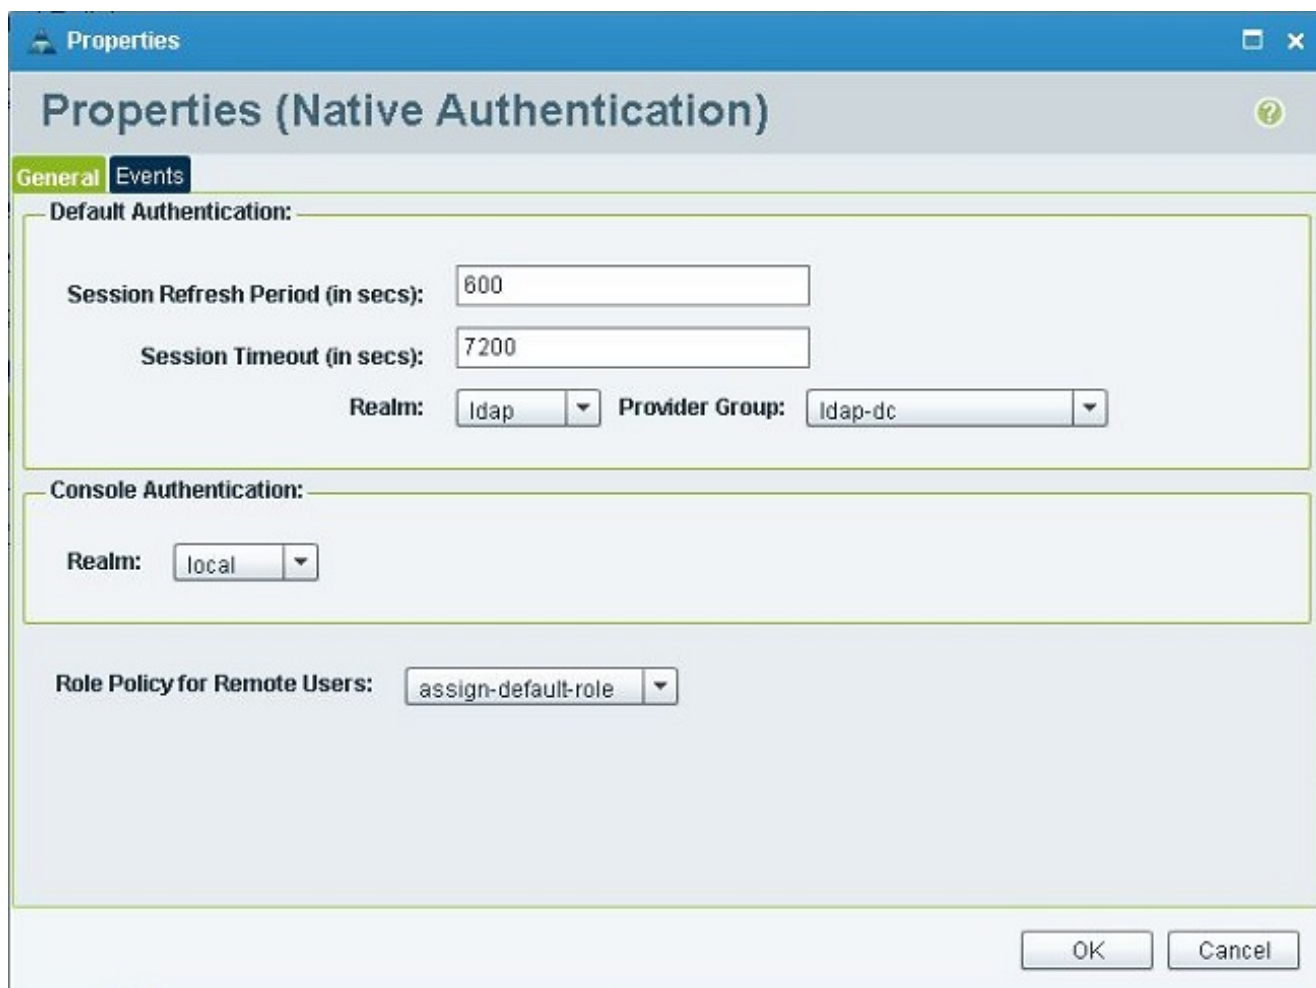 Properties
Properties (Native Authentication)
?
General Events
Default Authentication:
Session Refresh Period (in secs): 600
Session Timeout (in secs): 7200
Realm: ldap Provider Group: ldap-dc
Console Authentication:
Realm: local
Role Policy for Remote Users: assign-default-role
OK Cancel